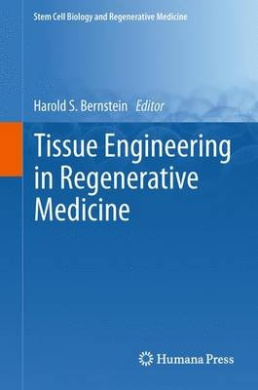 Stem Cell Biology and Regenerative Medicine
Harold S. Bernstein Editor
Tissue Engineering
in Regenerative
Medicine
Humana Press